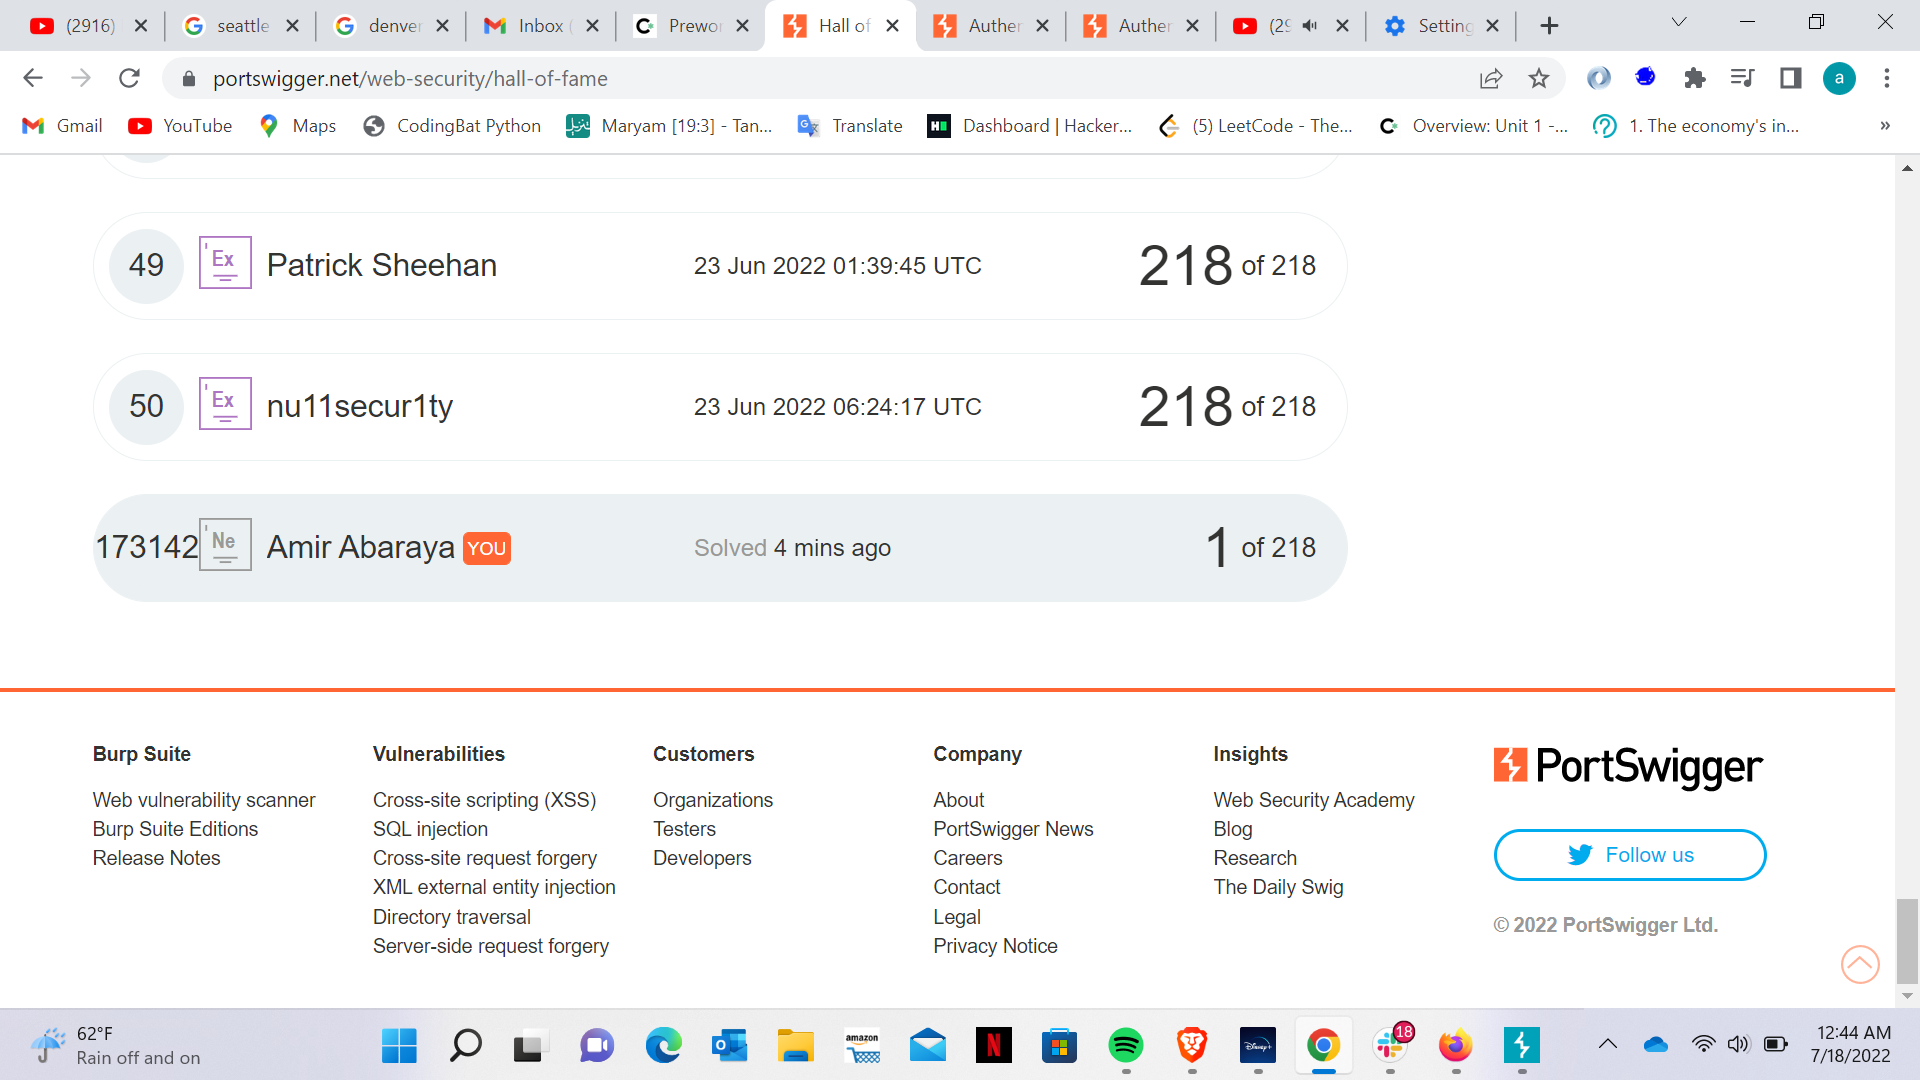 (2916)
seattle
denver
Inbox (
Prewor
Hall of
Auther
Auther
(29
Setting
portswigger.net/web-security/hall-of-fame
a
Gmail
YouTube
Maps
CodingBat Python
Maryam [19:3] - Tan...
Translate
Dashboard | Hacker...
(5) LeetCode - The...
Overview: Unit 1 -...
1. The economy's in...
»
49 Ex Patrick Sheehan 23 Jun 2022 01:39:45 UTC 218 of 218
50 Ex nu11secur1ty 23 Jun 2022 06:24:17 UTC 218 of 218
173142 Ne Amir Abaraya YOU Solved 4 mins ago 1 of 218
Burp Suite
Web vulnerability scanner
Burp Suite Editions
Release Notes
Vulnerabilities
Cross-site scripting (XSS)
SQL injection
Cross-site request forgery
XML external entity injection
Directory traversal
Server-side request forgery
Customers
Organizations
Testers
Developers
Company
About
PortSwigger News
Careers
Contact
Legal
Privacy Notice
Insights
Web Security Academy
Blog
Research
The Daily Swig
PortSwigger
Follow us
© 2022 PortSwigger Ltd.
62°F
Rain off and on
amazon
N
Disney+
18
12:44 AM
7/18/2022